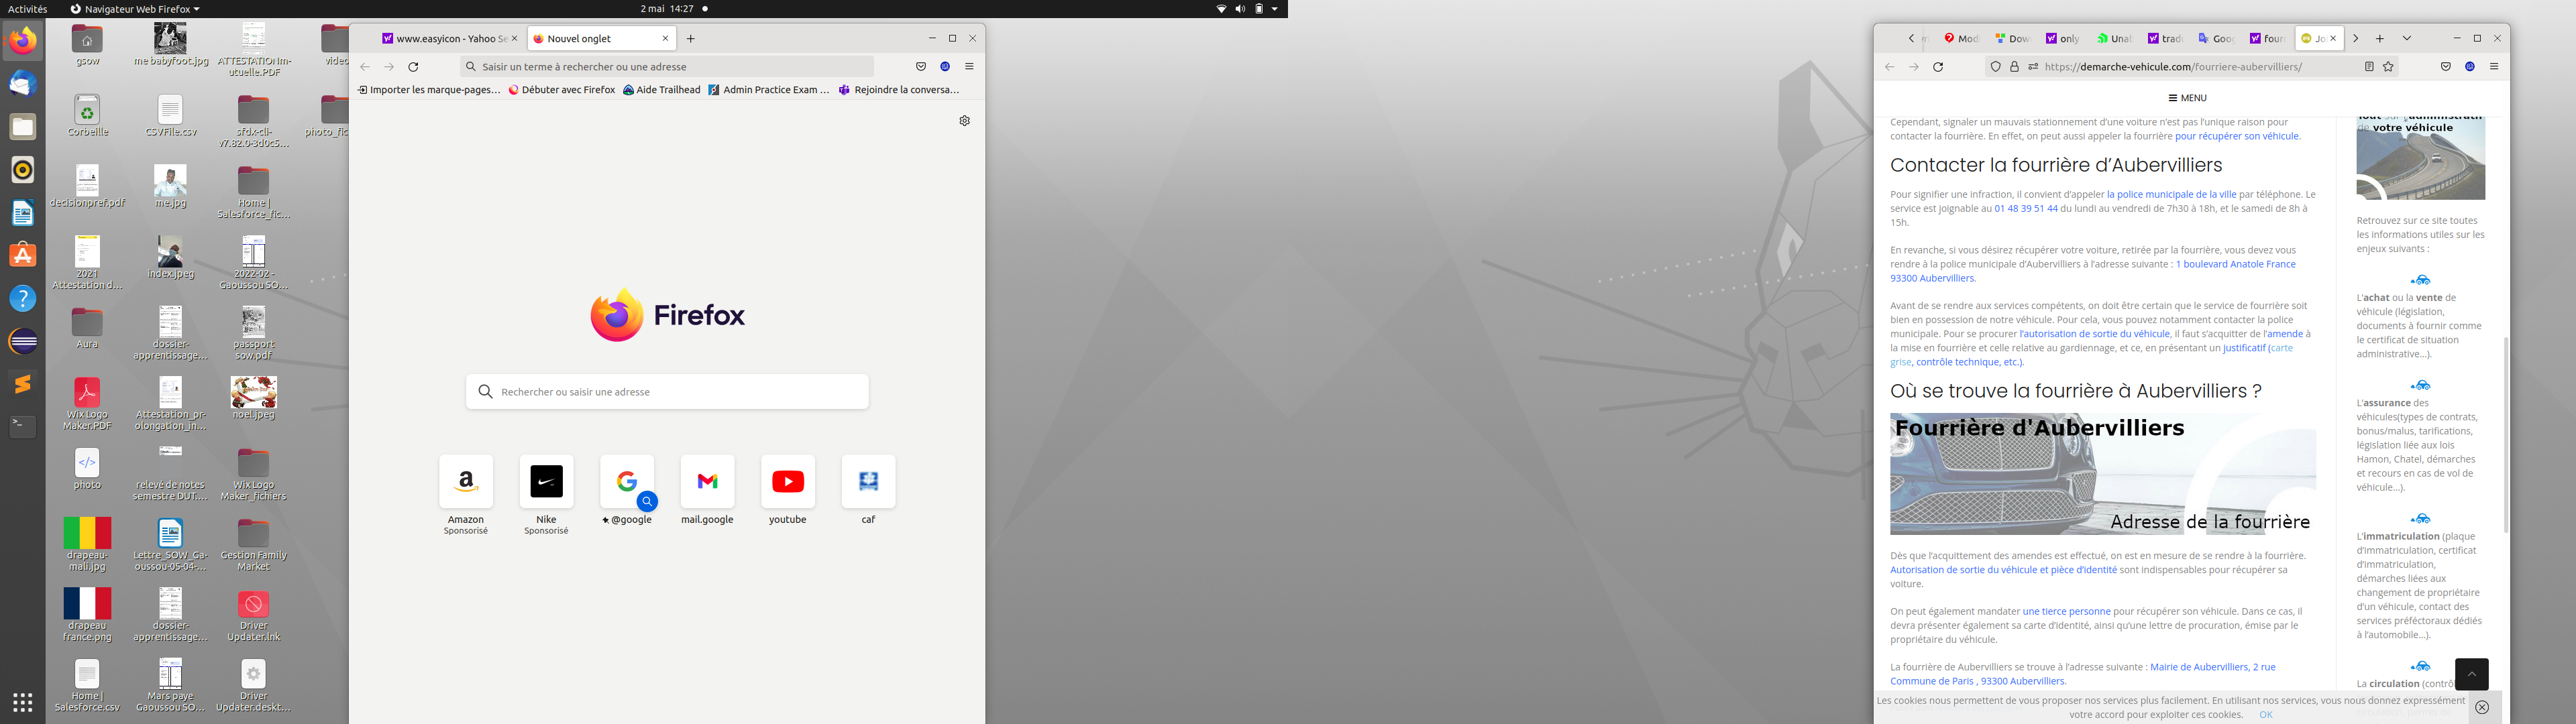 Activités
Navigateur Web Firefox
2 mai 14:27
gsow
me babyfoot.jpg
ATTESTATION m-
utuelle.PDF
video
Corbeille
CSVFile.csv
sfdx-cli-
v7.82.0-3d0c5...
photo_fic
decisionpref.pdf
me.jpg
Home |
Salesforce_fic...
2021
Attestation d...
index.jpeg
2022-02 -
Gaoussou SO...
Aura
dossier-
apprentissage...
passport
sow.pdf
Wix Logo
Maker.PDF
Attestation_pr-
olongation_in...
noel.jpeg
photo
relevé de notes
semestre DUT....
Wix Logo
Maker_fichiers
drapeau-
mali.jpg
Lettre_SOW_Ga-
oussou-05-04-...
Gestion Family
Market
drapeau
france.png
dossier-
apprentissage...
Driver
Updater.lnk
Home |
Salesforce.csv
Mars paye
Gaoussou SO...
Driver
Updater.deskt...
www.easyicon - Yahoo Se
Nouvel onglet
Saisir un terme à rechercher ou une adresse
Importer les marque-pages...
Débuter avec Firefox
Aide Trailhead
Admin Practice Exam ...
Rejoindre la conversa...
Firefox
Rechercher ou saisir une adresse
Amazon
Sponsorisé
Nike
Sponsorisé
@google
mail.google
youtube
caf
Mod
Dow
only
Unab
trad
Goog
four
Jo
https://demarche-vehicule.com/fourriere-aubervilliers/
MENU
Cependant, signaler un mauvais stationnement d'une voiture n'est pas l'unique raison pour
contacter la fourrière. En effet, on peut aussi appeler la fourrière pour récupérer son véhicule.
Contacter la fourrière d'Aubervilliers
Pour signifier une infraction, il convient d'appeler la police municipale de la ville par téléphone. Le
service est joignable au 01 48 39 51 44 du lundi au vendredi de 7h30 à 18h, et le samedi de 8h à
15h.
En revanche, si vous désirez récupérer votre voiture, retirée par la fourrière, vous devez vous
rendre à la police municipale d'Aubervilliers à l'adresse suivante : 1 boulevard Anatole France
93300 Aubervilliers.
Avant de se rendre aux services compétents, on doit être certain que le service de fourrière soit
bien en possession de notre véhicule. Pour cela, vous pouvez notamment contacter la police
municipale. Pour se procurer l'autorisation de sortie du véhicule, il faut s'acquitter de l'amende à
la mise en fourrière et celle relative au gardiennage, et ce, en présentant un justificatif (carte
grise, contrôle technique, etc.).
Où se trouve la fourrière à Aubervilliers ?
Fourrière d'Aubervilliers
Adresse de la fourrière
Dès que l'acquittement des amendes est effectué, on est en mesure de se rendre à la fourrière.
Autorisation de sortie du véhicule et pièce d'identité sont indispensables pour récupérer sa
voiture.
On peut également mandater une tierce personne pour récupérer son véhicule. Dans ce cas, il
devra présenter également sa carte d'identité, ainsi qu'une lettre de procuration, émise par le
propriétaire du véhicule.
La fourrière de Aubervilliers se trouve à l'adresse suivante : Mairie de Aubervilliers, 2 rue
Commune de Paris , 93300 Aubervilliers.
de votre véhicule
Retrouvez sur ce site toutes
les informations utiles sur les
enjeux suivants :
L'achat ou la vente de
véhicule (législation,
documents à fournir comme
le certificat de situation
administrative...).
L'assurance des
véhicules(types de contrats,
bonus/malus, tarifications,
législation liée aux lois
Hamon, Chatel, démarches
et recours en cas de vol de
véhicule...).
L'immatriculation (plaque
d'immatriculation, certificat
d'immatriculation,
démarches liées aux
changement de propriétaire
d'un véhicule, contact des
services préféctoraux dédiés
à l'automobile...).
La circulation (contrôl
Les cookies nous permettent de vous proposer nos services plus facilement. En utilisant nos services, vous nous donnez expressément
votre accord pour exploiter ces cookies. OK